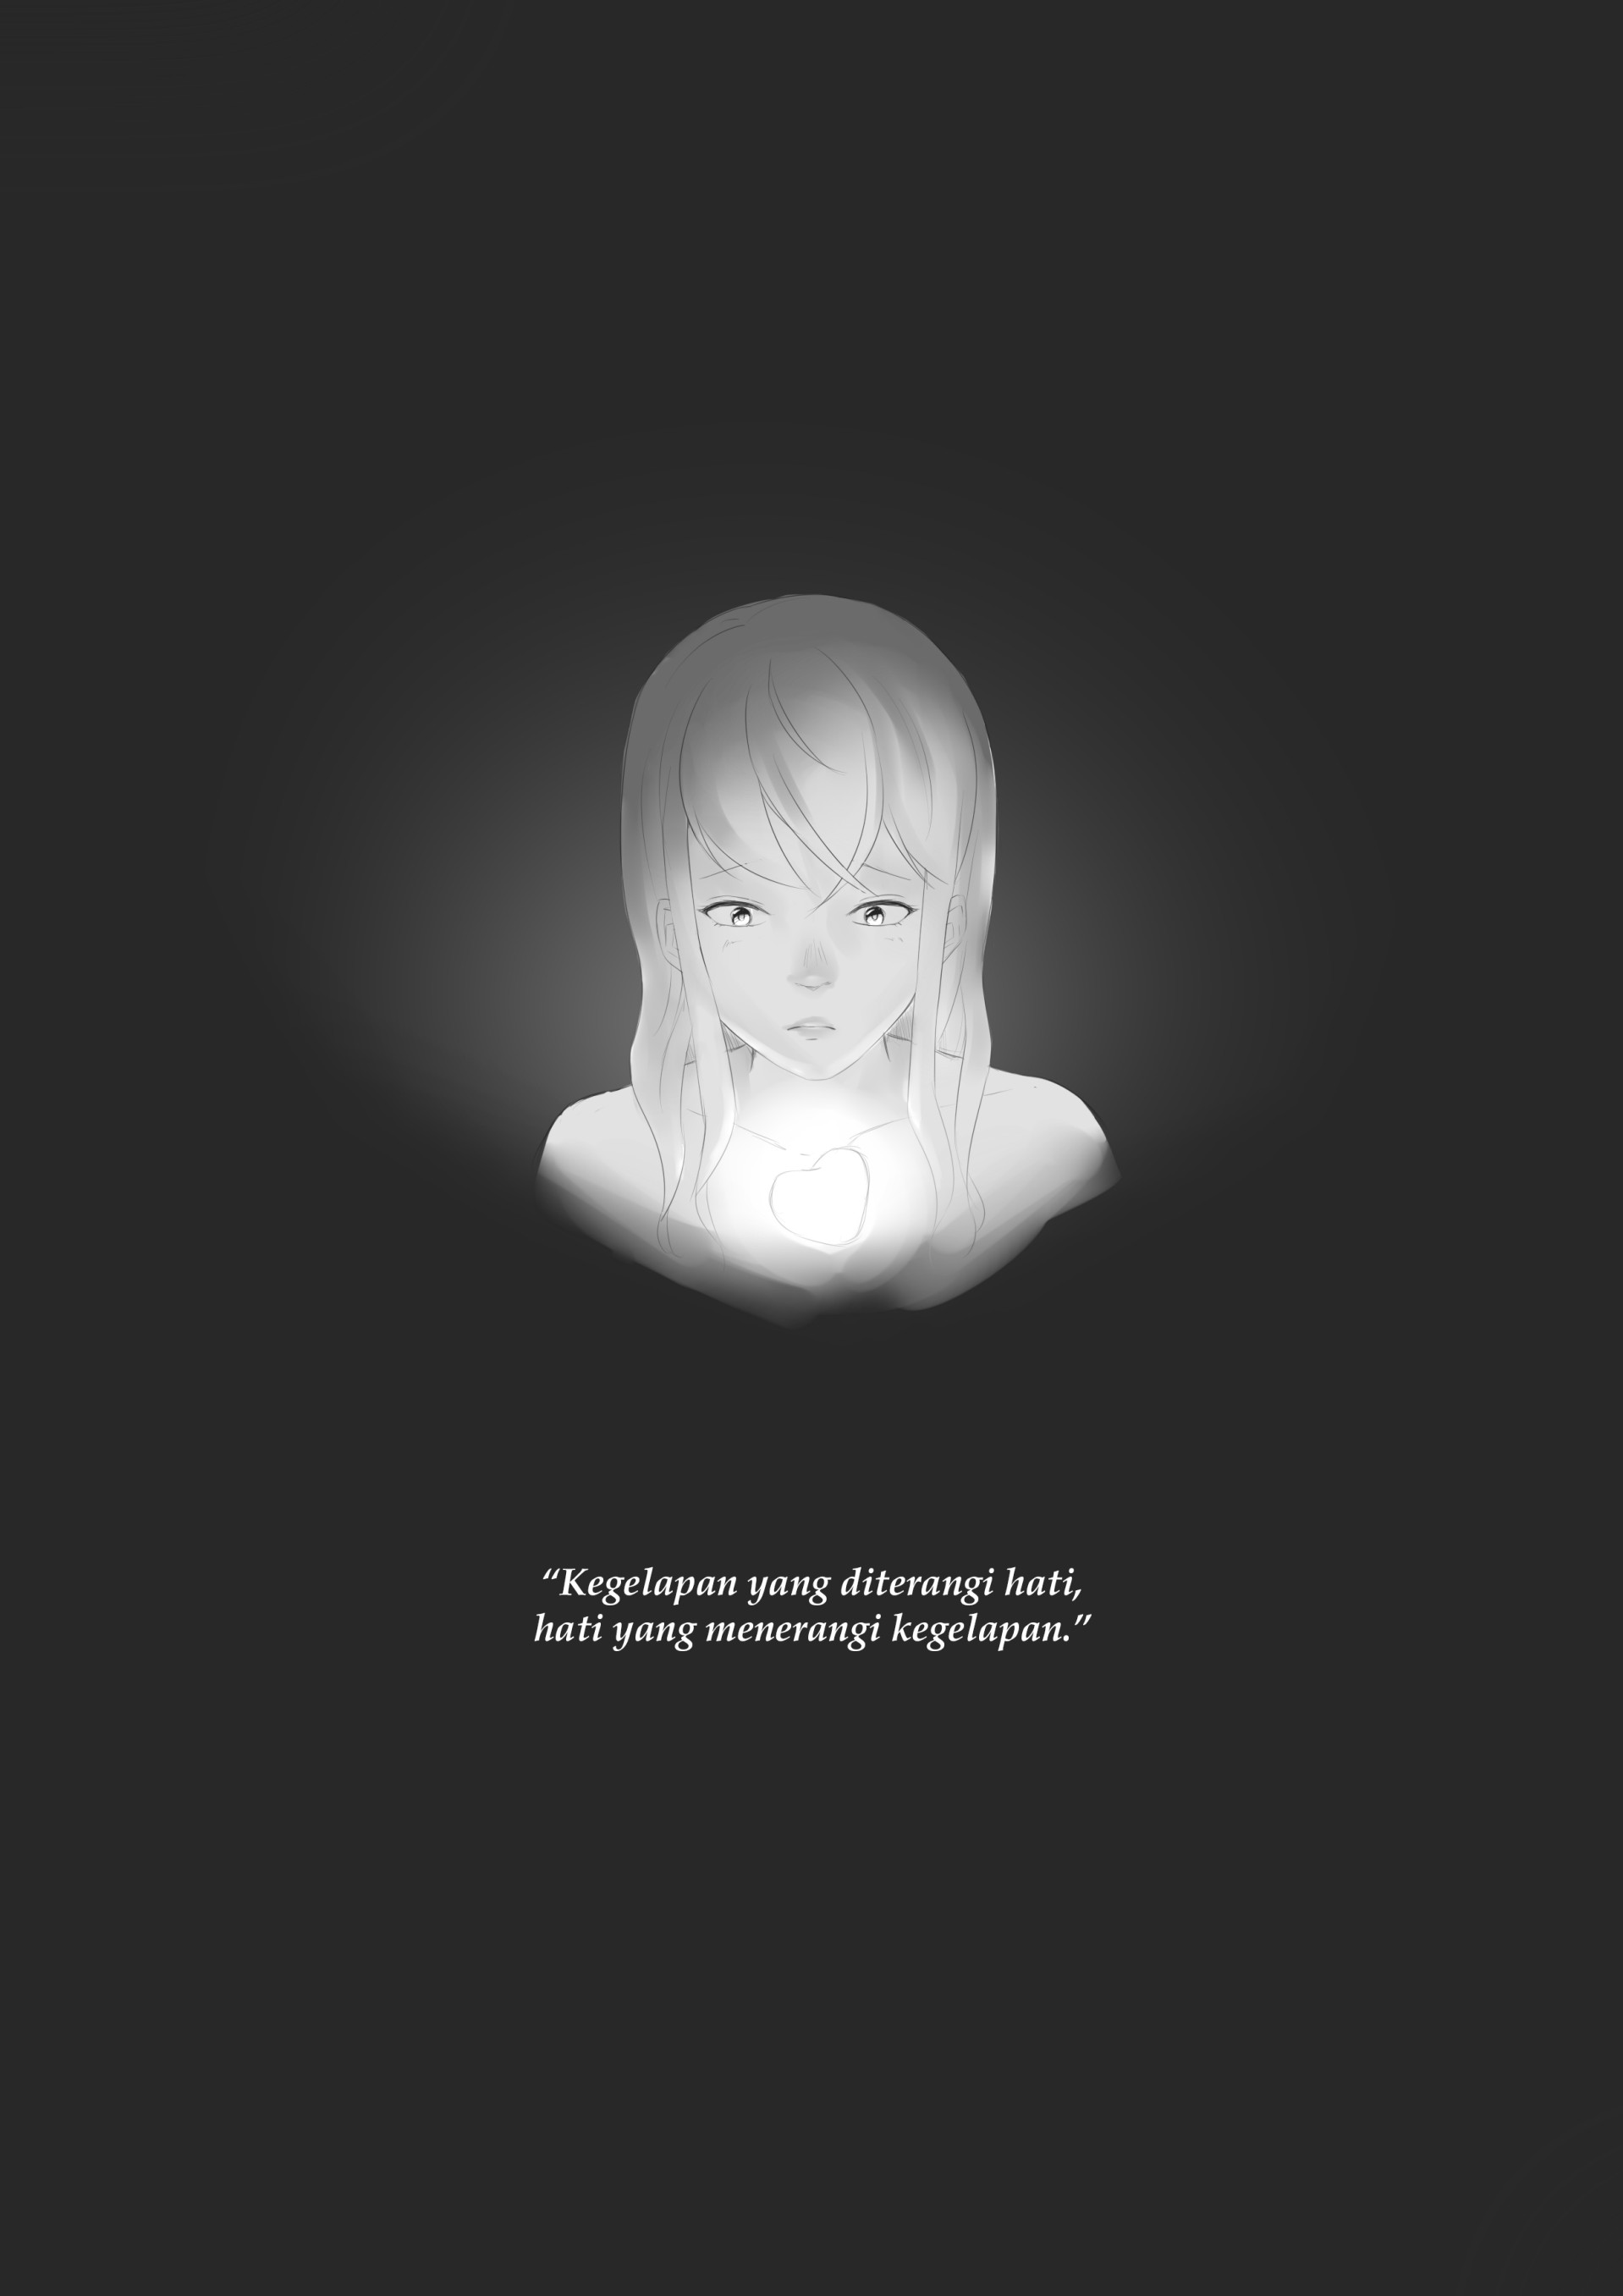 “Kegelapan yang diterangi hati,
hati yang menerangi kegelapan.”